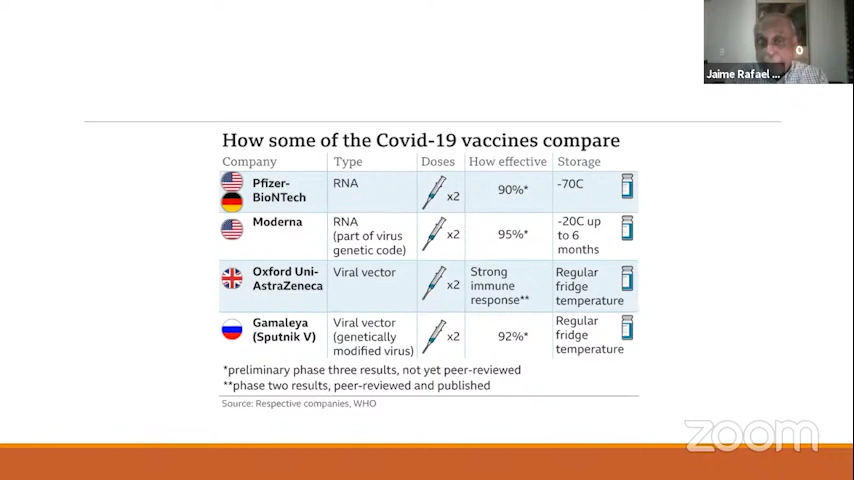 Jaime Rafael ...
How some of the Covid-19 vaccines compare
Company Type Doses How effective Storage
Pfizer-
BioNTech
RNA
x2
90%*
-70C
Moderna
RNA
(part of virus
genetic code)
x2
95%*
-20C up
to 6
months
Oxford Uni-
AstraZeneca
Viral vector
x2
Strong
immune
response**
Regular
fridge
temperature
Gamaleya
(Sputnik V)
Viral vector
(genetically
modified virus)
x2
92%*
Regular
fridge
temperature
*preliminary phase three results, not yet peer-reviewed
**phase two results, peer-reviewed and published
Source: Respective companies, WHO
zoom